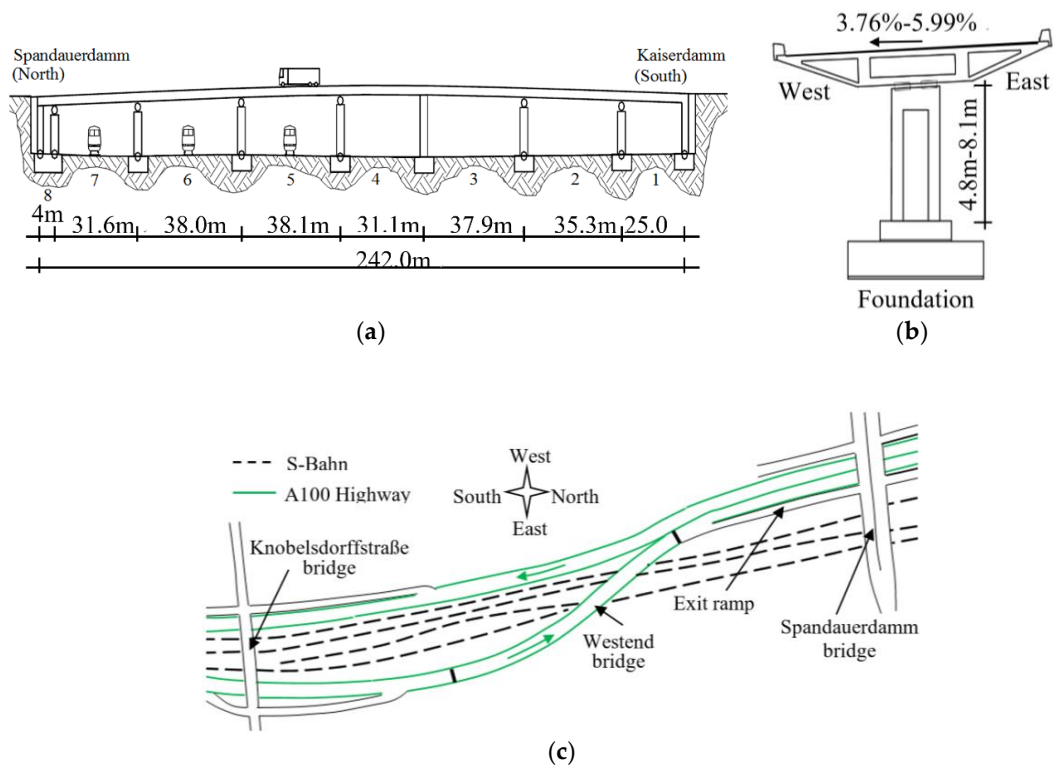 Spandauerdamm
(North)
Kaiserdamm
(South)
8
7
6
5
4
3
2
1
4m
31.6m
38.0m
38.1m
31.1m
37.9m
35.3m
25.0
242.0m
(a)
3.76%-5.99%
West
East
4.8m-8.1m
Foundation
(b)
S-Bahn
A100 Highway
West
South
North
East
Knobelsdorffstraße
bridge
Exit ramp
Westend
bridge
Spandauerdamm
bridge
(c)